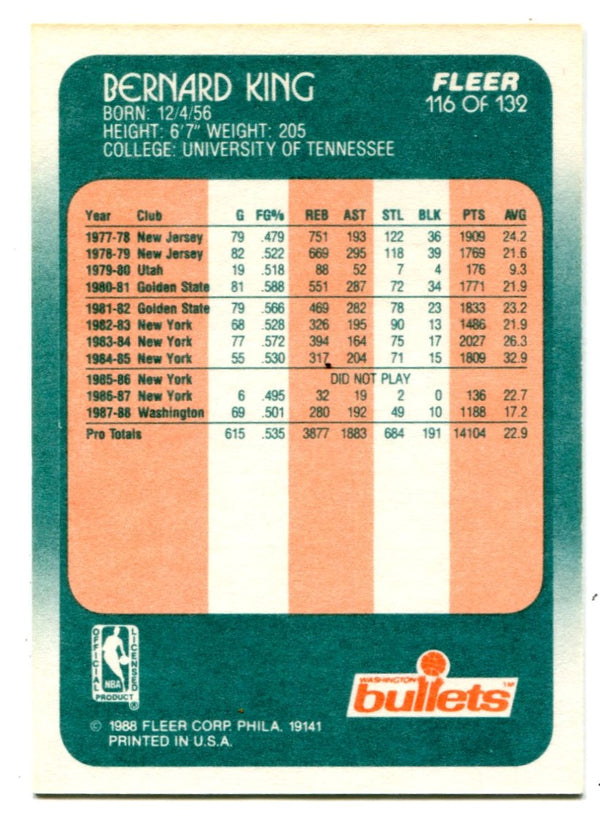 BERNARD KING
BORN: 12/4/56
HEIGHT: 6'7" WEIGHT: 205
COLLEGE: UNIVERSITY OF TENNESSEE
FLEER
116 OF 132
Year Club G FG% REB AST STL BLK PTS AVG
1977-78 New Jersey 79 .479 751 193 122 36 1909 24.2
1978-79 New Jersey 82 .522 669 295 118 39 1769 21.6
1979-80 Utah 19 .518 88 52 7 4 176 9.3
1980-81 Golden State 81 .588 551 287 72 34 1771 21.9
1981-82 Golden State 79 .566 469 282 78 23 1833 23.2
1982-83 New York 68 .528 326 195 90 13 1486 21.9
1983-84 New York 77 .572 394 164 75 17 2027 26.3
1984-85 New York 55 .530 317 204 71 15 1809 32.9
1985-86 New York DID NOT PLAY
1986-87 New York 6 .495 32 19 2 0 136 22.7
1987-88 Washington 69 .501 280 192 49 10 1188 17.2
Pro Totals 615 .535 3877 1883 684 191 14104 22.9
OFFICIAL LICENSED
NBA
PRODUCT ®
WASHINGTON
bullets TM
© 1988 FLEER CORP. PHILA. 19141
PRINTED IN U.S.A.